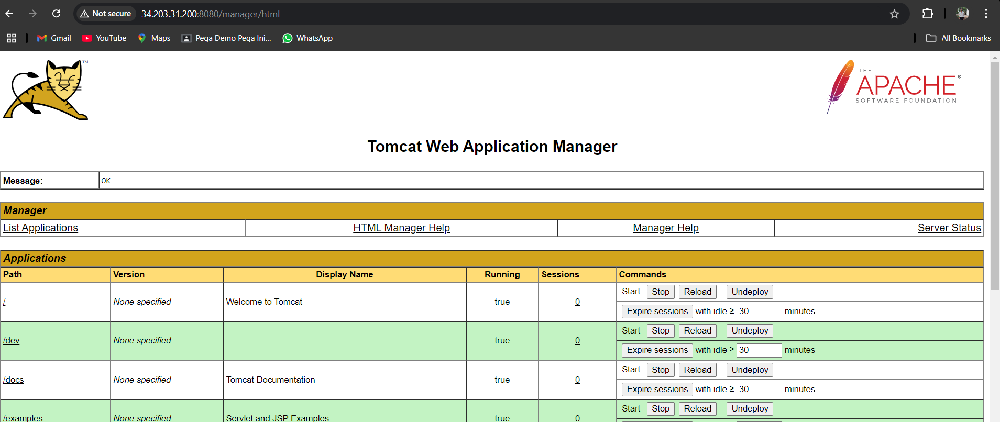 Not secure 34.203.31.200:8080/manager/html
Gmail YouTube Maps Pega Demo Pega Ini... WhatsApp All Bookmarks
TM
THE
APACHE®
SOFTWARE FOUNDATION
Tomcat Web Application Manager
Message: OK
Manager
List Applications HTML Manager Help Manager Help Server Status
Applications
Path Version Display Name Running Sessions Commands
/ None specified Welcome to Tomcat true 0 Start Stop Reload Undeploy
Expire sessions with idle ≥ 30 minutes
/dev None specified true 0 Start Stop Reload Undeploy
Expire sessions with idle ≥ 30 minutes
/docs None specified Tomcat Documentation true 0 Start Stop Reload Undeploy
Expire sessions with idle ≥ 30 minutes
/examples None specified Servlet and JSP Examples true 0 Start Stop Reload Undeploy